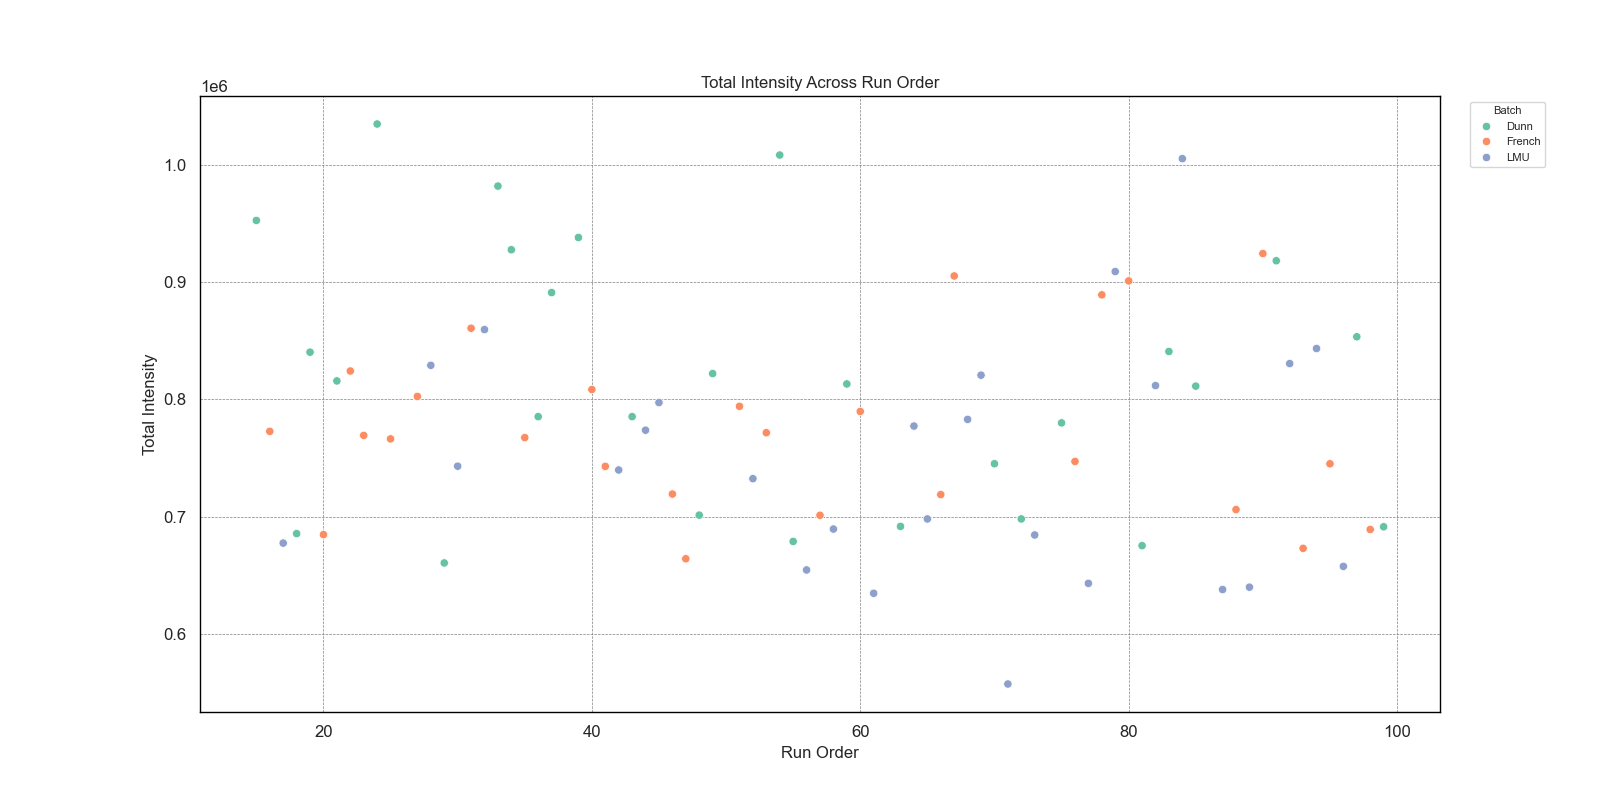 Total Intensity Across Run Order
1e6
1.0
0.9
0.8
0.7
0.6
Total Intensity
20 40 60 80 100
Run Order
Batch
Dunn
French
LMU